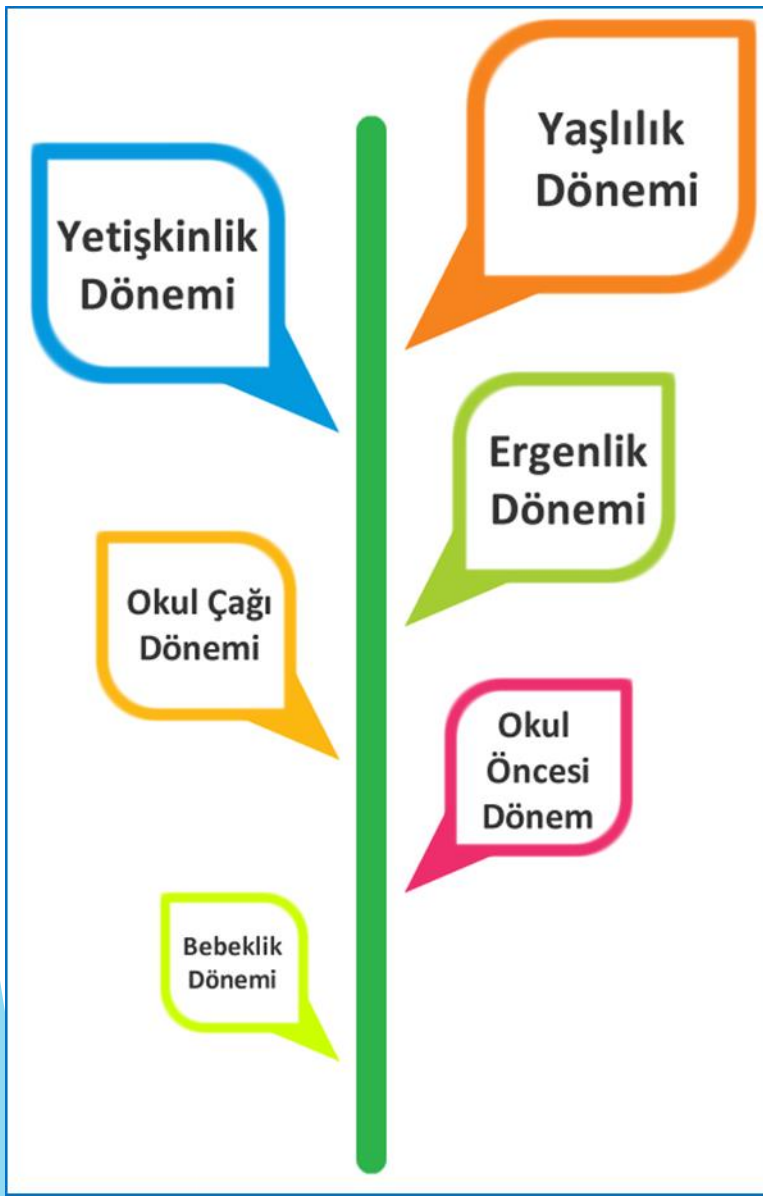 Yaşlılık
Dönemi
Yetişkinlik
Dönemi
Ergenlik
Dönemi
Okul Çağı
Dönemi
Okul
Öncesi
Dönem
Bebeklik
Dönemi